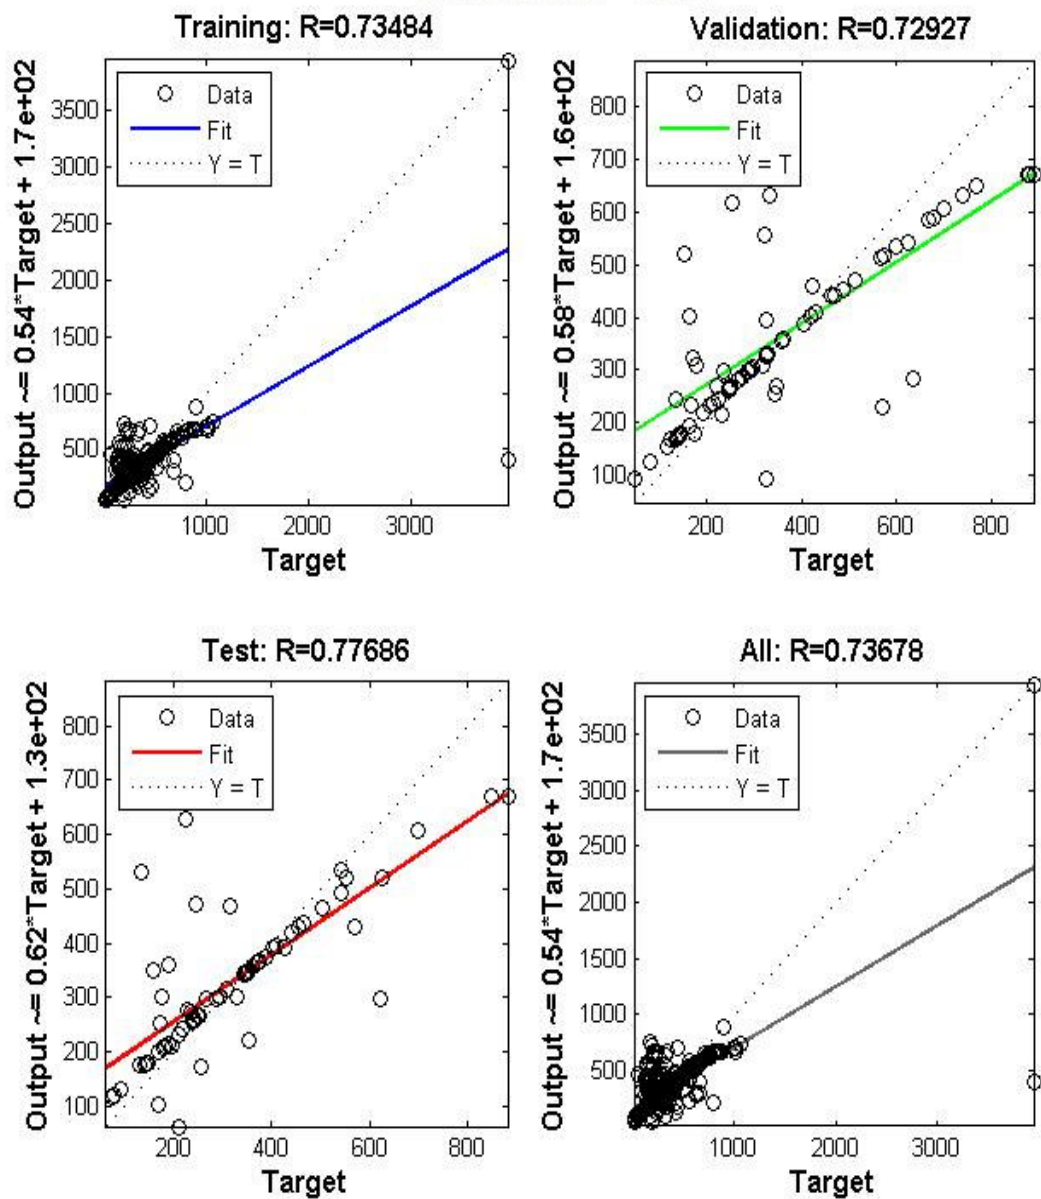 Training: R=0.73484
Output ~= 0.54*Target + 1.7e+02
3500
3000
2500
2000
1500
1000
500
Data
Fit
Y = T
1000
2000
3000
Target
Validation: R=0.72927
Output ~= 0.58*Target + 1.6e+02
800
700
600
500
400
300
200
100
Data
Fit
Y = T
200
400
600
800
Target
Test: R=0.77686
Output ~= 0.62*Target + 1.3e+02
800
700
600
500
400
300
200
100
Data
Fit
Y = T
200
400
600
800
Target
All: R=0.73678
Output ~= 0.54*Target + 1.7e+02
3500
3000
2500
2000
1500
1000
500
Data
Fit
Y = T
1000
2000
3000
Target